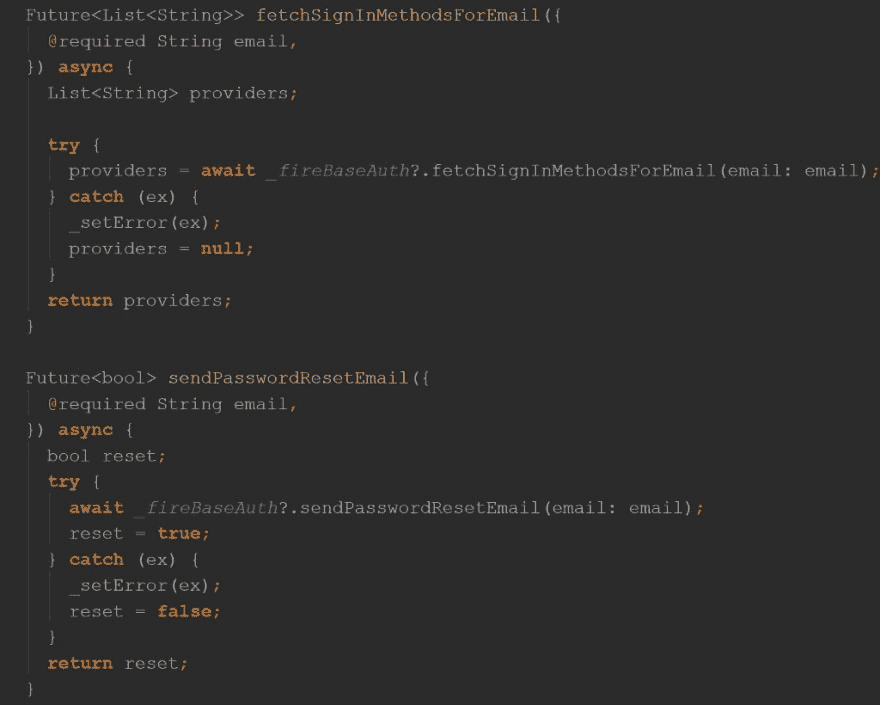 Future<List<String>> fetchSignInMethodsForEmail({
  @required String email,
}) async {
  List<String> providers;

  try {
    providers = await _fireBaseAuth?.fetchSignInMethodsForEmail(email: email);
  } catch (ex) {
    _setError(ex);
    providers = null;
  }
  return providers;
}

Future<bool> sendPasswordResetEmail({
  @required String email,
}) async {
  bool reset;
  try {
    await _fireBaseAuth?.sendPasswordResetEmail(email: email);
    reset = true;
  } catch (ex) {
    _setError(ex);
    reset = false;
  }
  return reset;
}